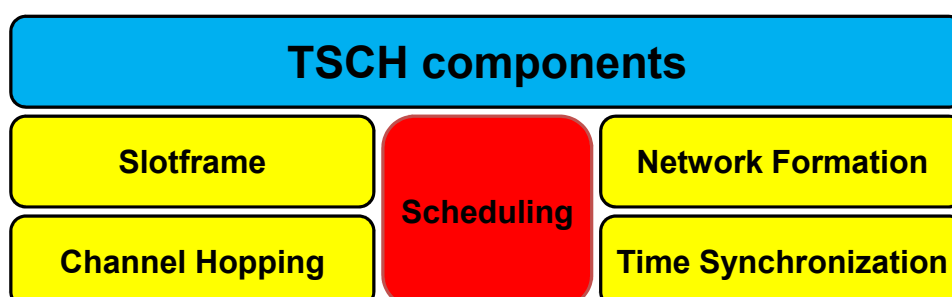 TSCH components
Slotframe
Network Formation
Scheduling
Channel Hopping
Time Synchronization